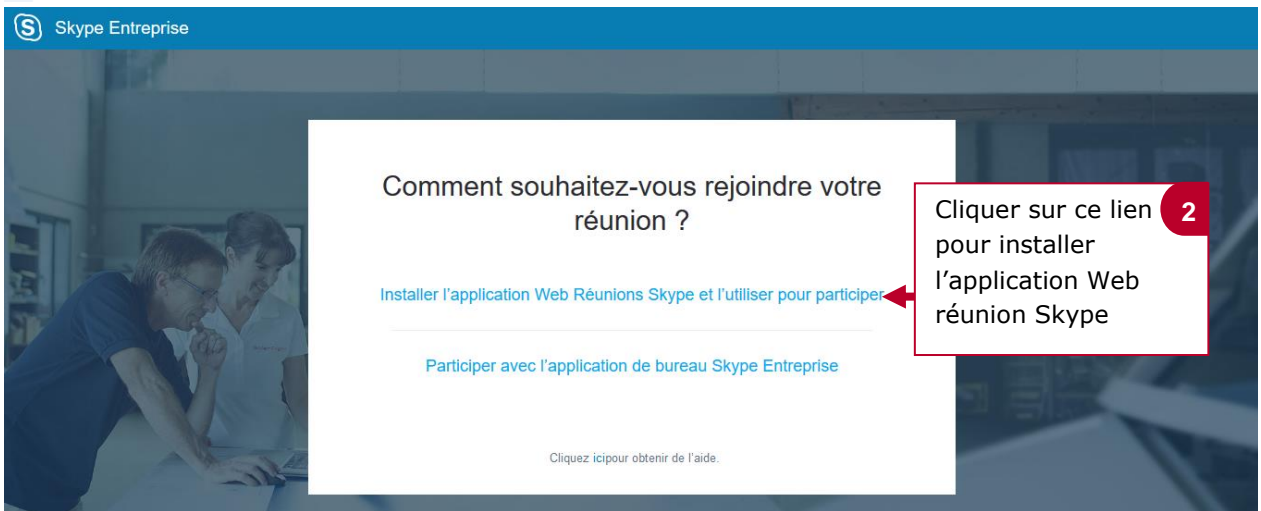 Skype Entreprise
Comment souhaitez-vous rejoindre votre
réunion ?
Installer l’application Web Réunions Skype et l’utiliser pour participer
Participer avec l’application de bureau Skype Entreprise
Cliquez icipour obtenir de l’aide.
Cliquer sur ce lien
2
pour installer
l’application Web
réunion Skype